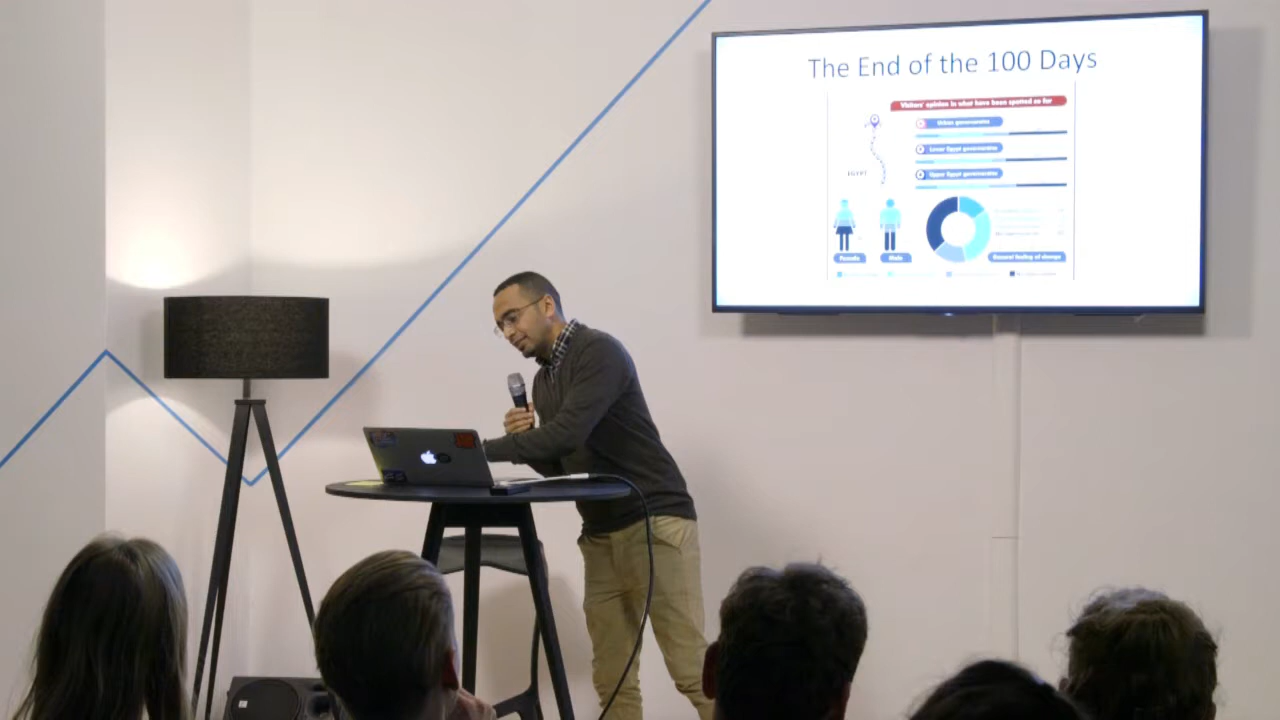 The End of the 100 Days
Visitors' opinion in what have been spotted so far
Urban governorates
Lower Egypt governorates
EGYPT
Upper Egypt governorates
Female
Male
General feeling of change